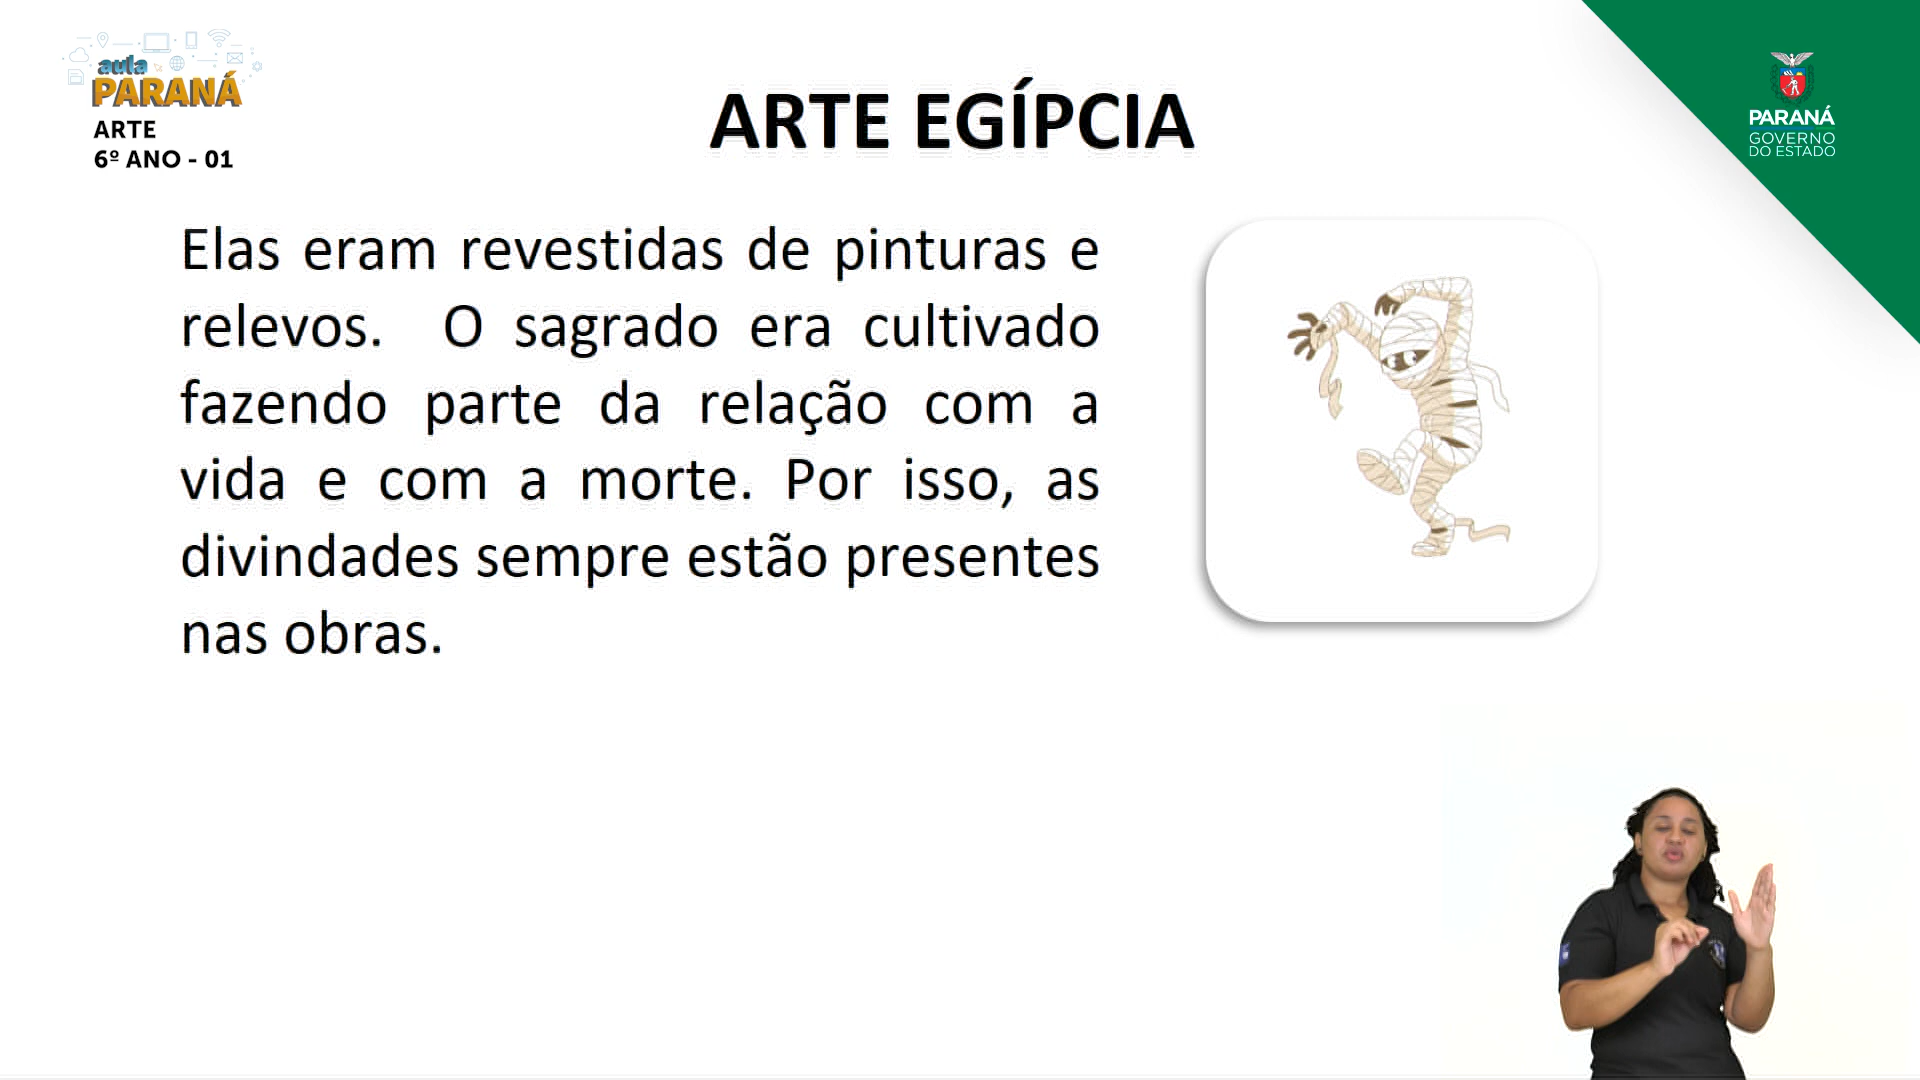 aula
PARANÁ
ARTE
6º ANO - 01
ARTE EGÍPCIA
PARANÁ
GOVERNO
DO ESTADO
Elas eram revestidas de pinturas e
relevos. O sagrado era cultivado
fazendo parte da relação com a
vida e com a morte. Por isso, as
divindades sempre estão presentes
nas obras.